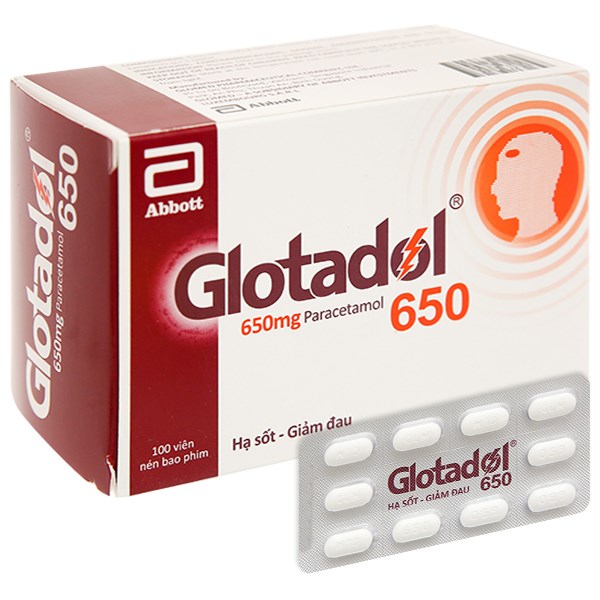 Abbott
Glotadol®
650mg Paracetamol 650
100 viên
nén bao phim
Hạ sốt - Giảm đau
Glotadol® 650
650mg Paracetamol
Abbott
Glotadol®
650
HẠ SỐT - GIẢM ĐAU